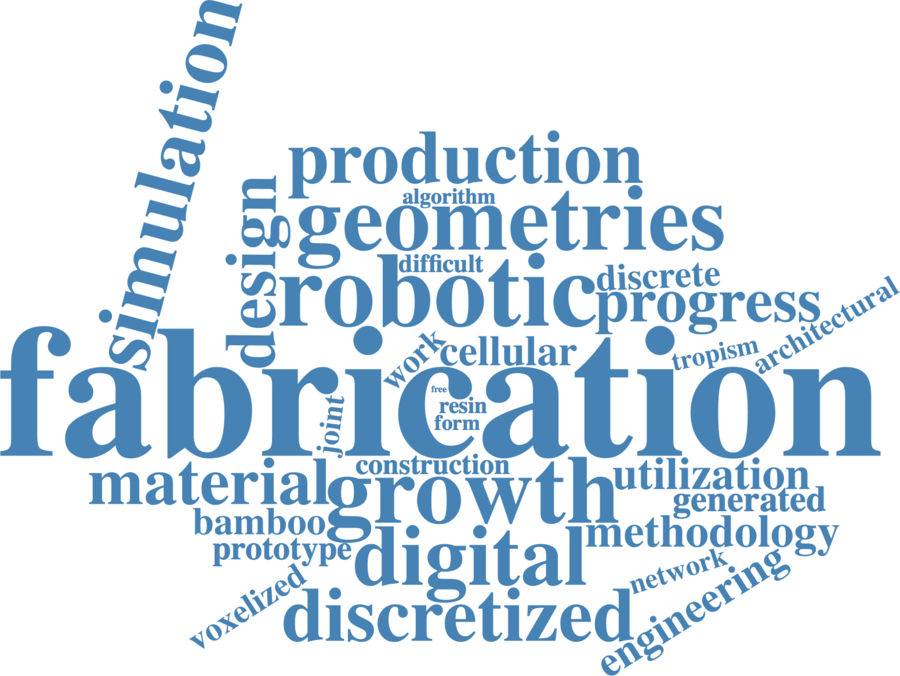 simulation
production
algorithm
design
geometries
difficult
robotic
discrete
progress
architectural
fabrication
work
cellular
tropism
free
joint
resin
form
construction
material
growth
utilization
generated
bamboo
methodology
prototype
digital
network
voxelized
discretized
engineering